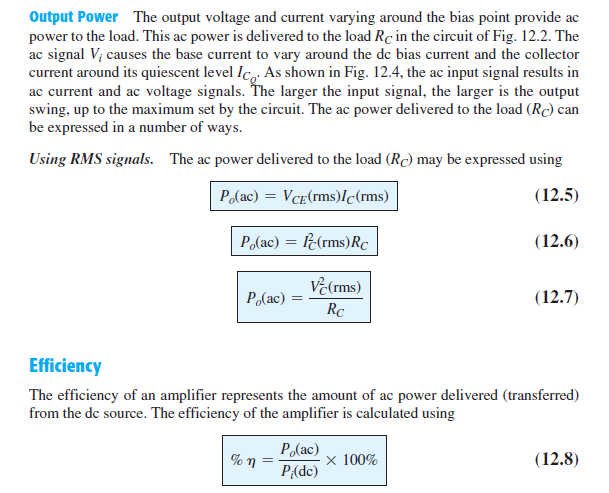 Output Power The output voltage and current varying around the bias point provide ac
power to the load. This ac power is delivered to the load R_C in the circuit of Fig. 12.2. The
ac signal V_i causes the base current to vary around the dc bias current and the collector
current around its quiescent level I_{C_Q}. As shown in Fig. 12.4, the ac input signal results in
ac current and ac voltage signals. The larger the input signal, the larger is the output
swing, up to the maximum set by the circuit. The ac power delivered to the load (R_C) can
be expressed in a number of ways.
Using RMS signals. The ac power delivered to the load (R_C) may be expressed using
P_o(ac) = V_{CE}(rms)I_C(rms) (12.5)
P_o(ac) = I_C^2(rms)R_C (12.6)
P_o(ac) = V_C^2(rms) / R_C (12.7)
Efficiency
The efficiency of an amplifier represents the amount of ac power delivered (transferred)
from the dc source. The efficiency of the amplifier is calculated using
% η = P_o(ac) / P_i(dc) × 100% (12.8)